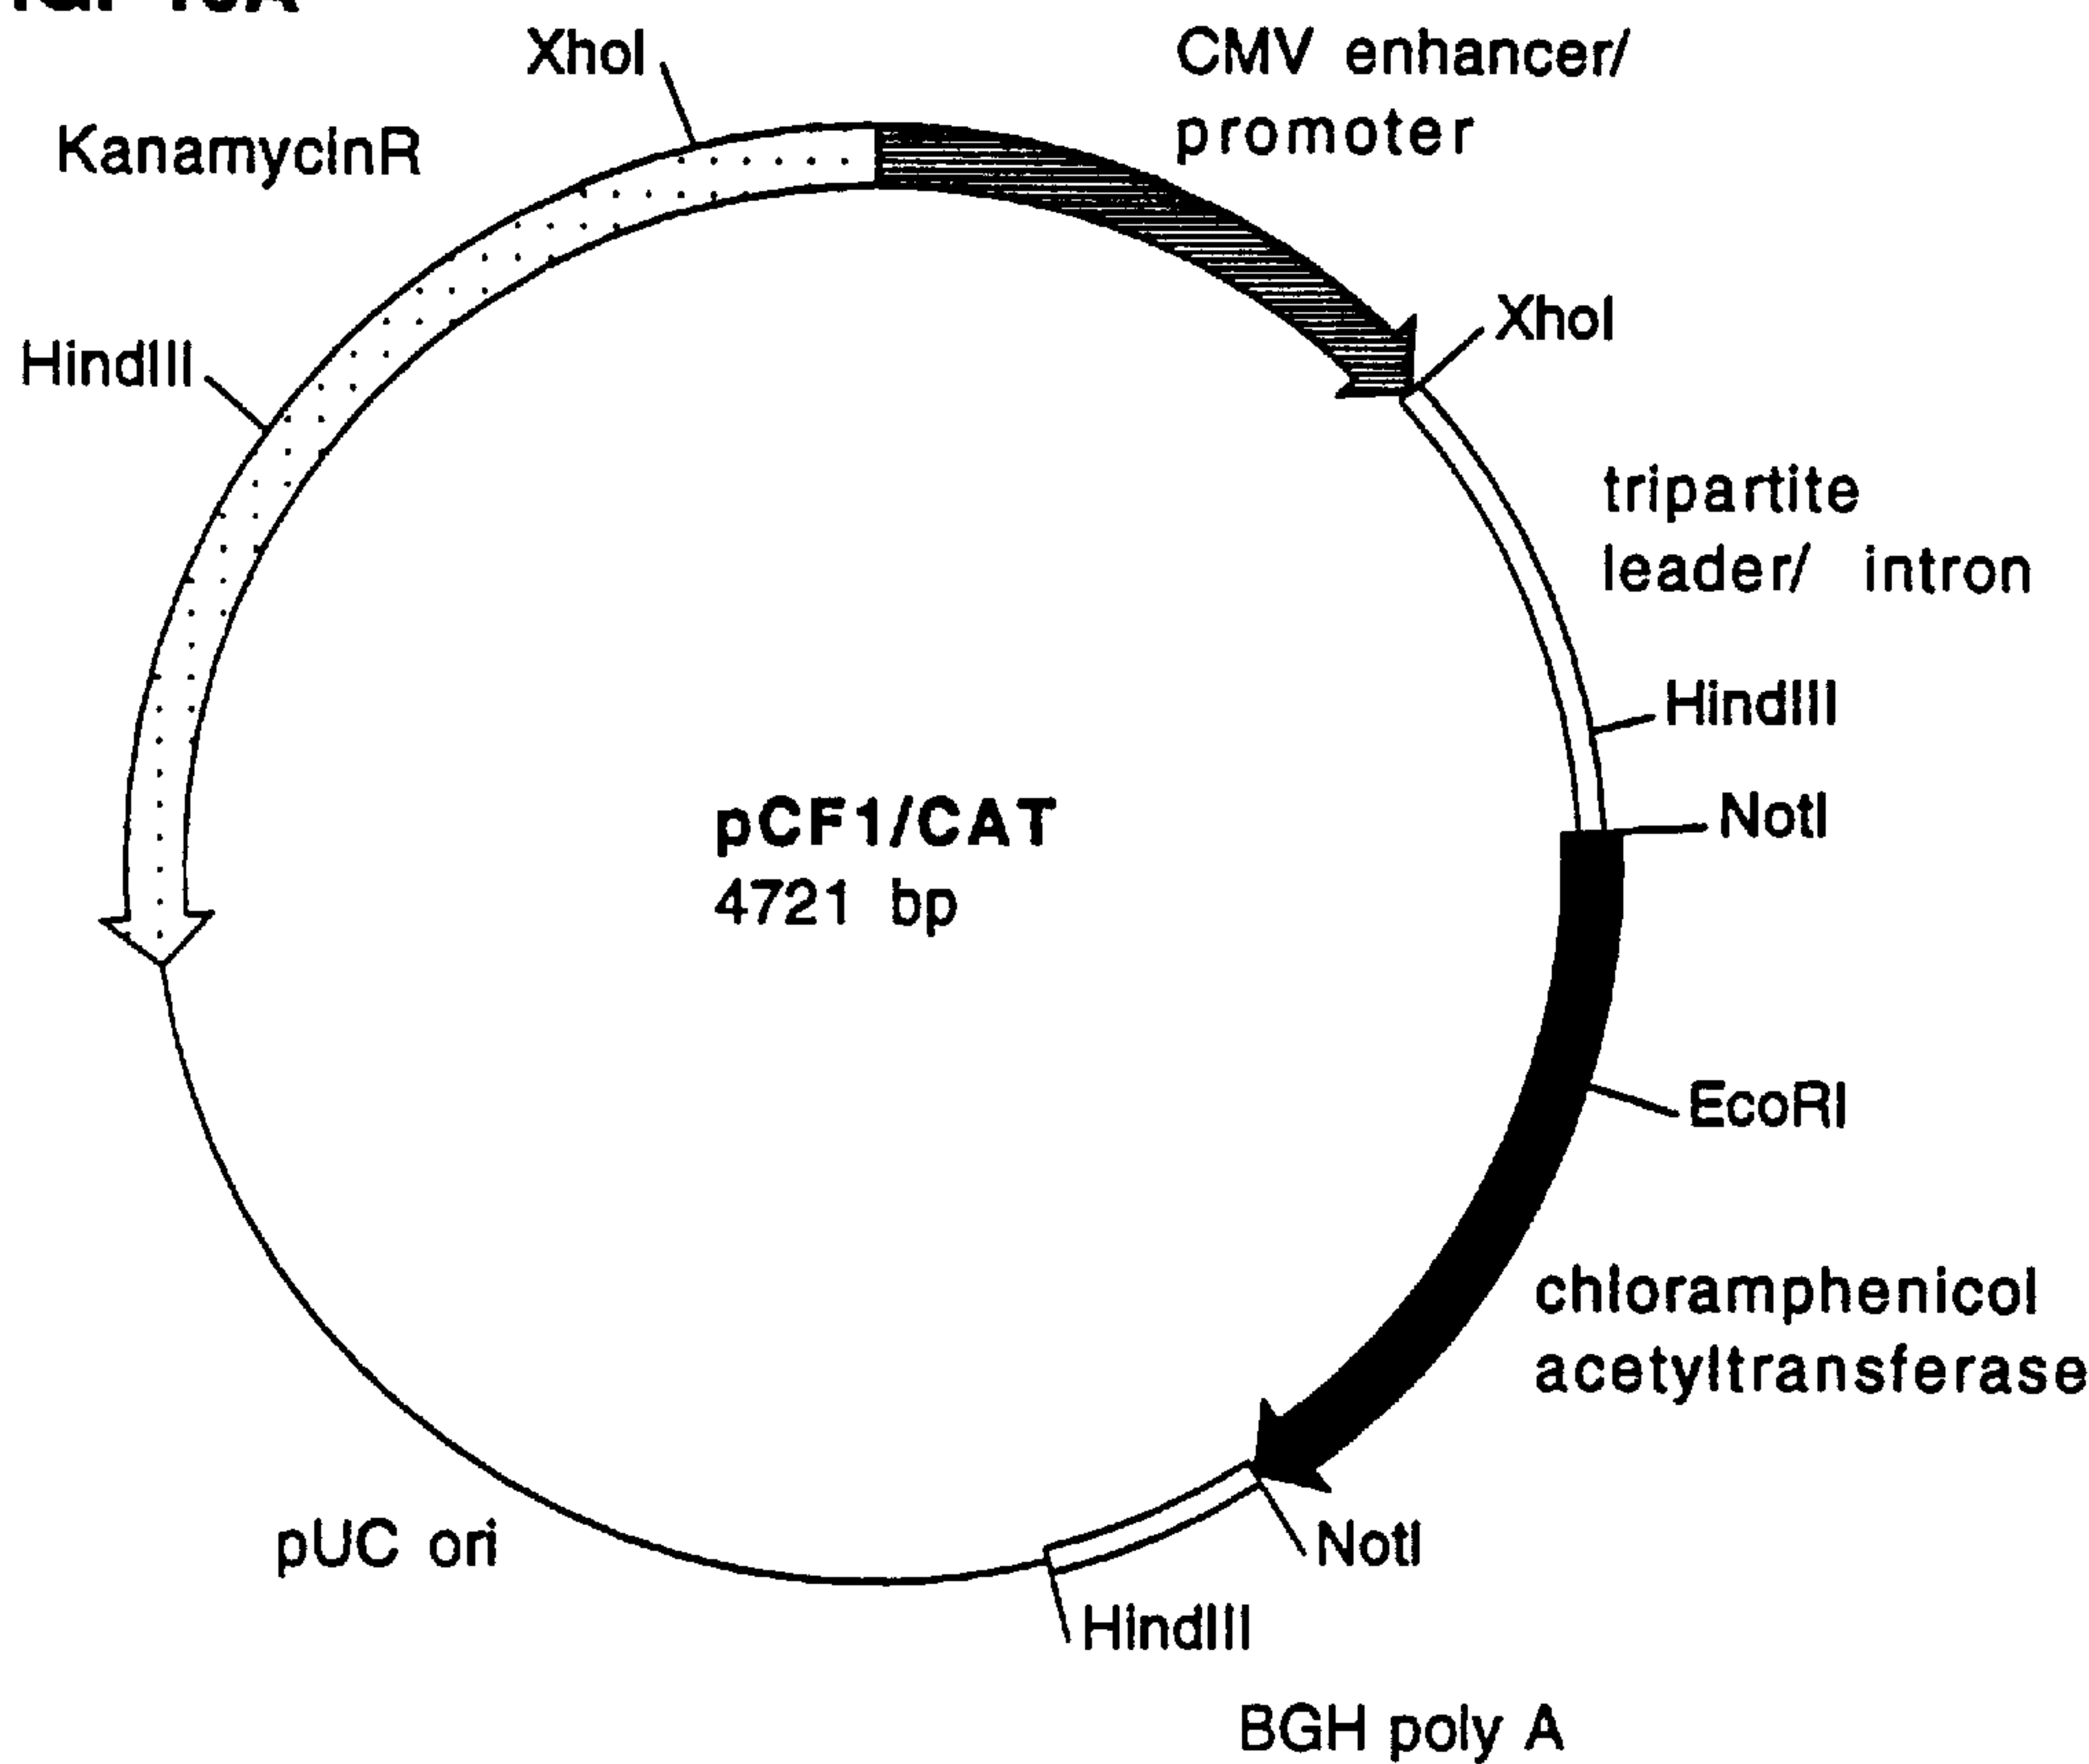 XhoI
CMV enhancer/
promoter
KanamycinR
XhoI
HindIII
tripartite
leader/ intron
HindIII
NotI
pCF1/CAT
4721 bp
EcoRI
chloramphenicol
acetyltransferase
pUC ori
NotI
HindIII
BGH poly A